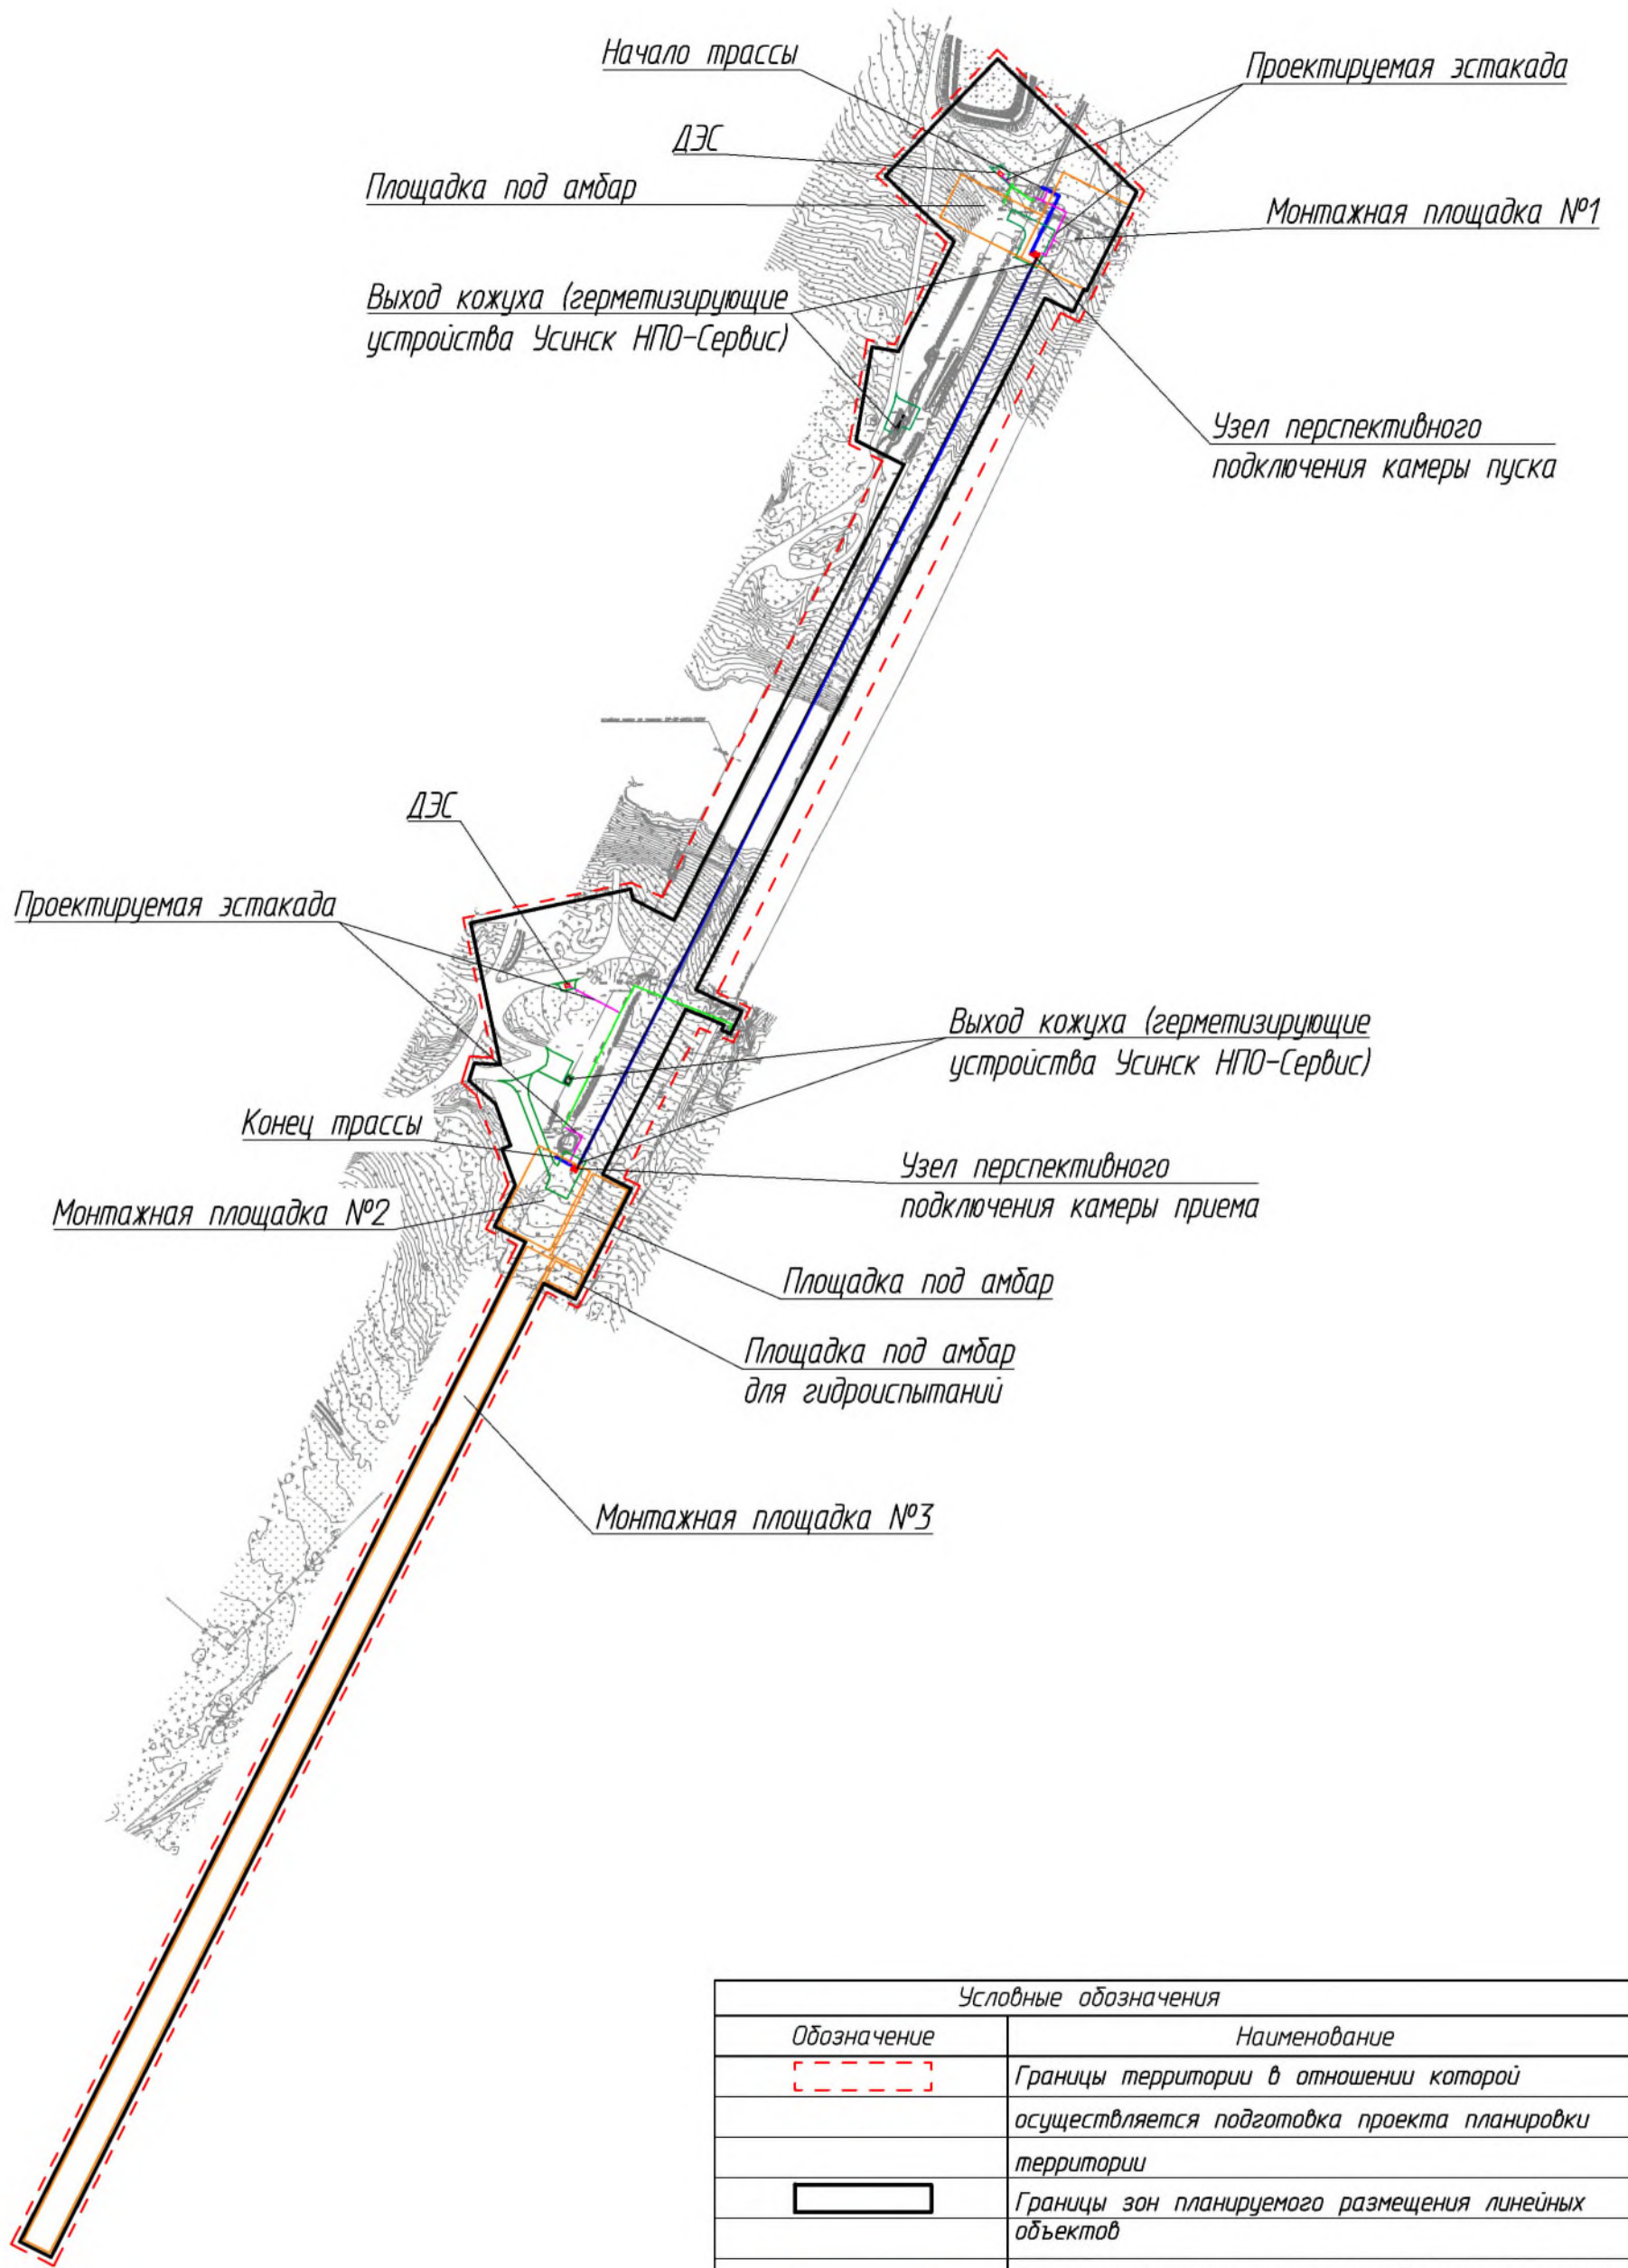 Начало трассы
Проектируемая эстакада
ДЭС
Площадка под амбар
Монтажная площадка №1
Выход кожуха (герметизирующие
устройства Усинск НПО-Сервис)
Узел перспективного
подключения камеры пуска
ДЭС
Проектируемая эстакада
Выход кожуха (герметизирующие
устройства Усинск НПО-Сервис)
Конец трассы
Узел перспективного
подключения камеры приема
Монтажная площадка №2
Площадка под амбар
Площадка под амбар
для гидроиспытаний
Монтажная площадка №3
Условные обозначения
Обозначение Наименование
Границы территории в отношении которой
осуществляется подготовка проекта планировки
территории
Границы зон планируемого размещения линейных
объектов